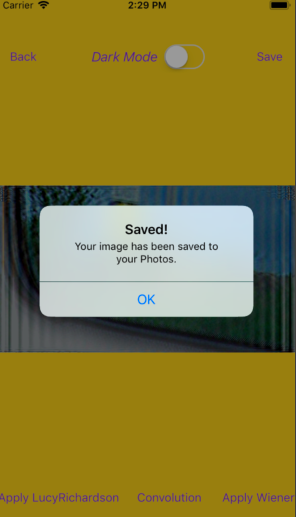 Carrier 2:29 PM
Back Dark Mode Save
Saved!
Your image has been saved to
your Photos.
OK
Apply LucyRichardson Convolution Apply Wiener